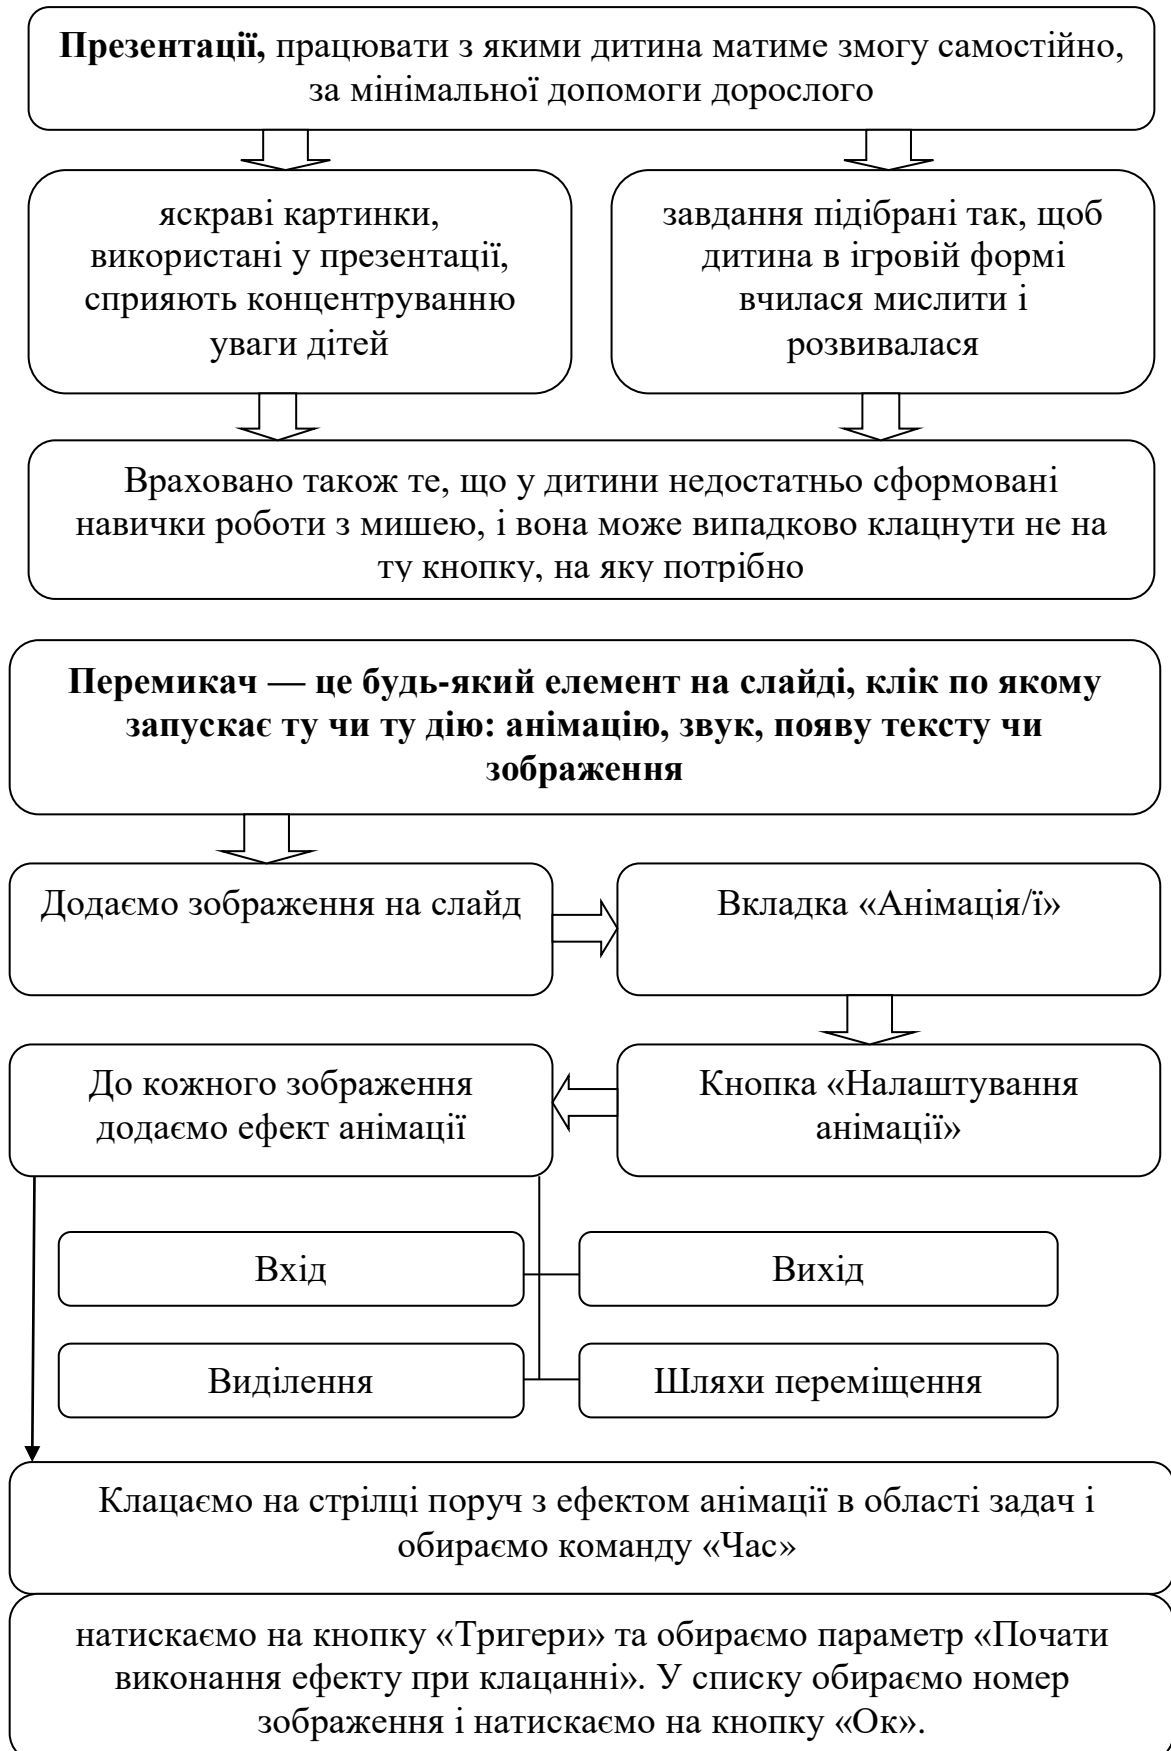 Презентації, працювати з якими дитина матиме змогу самостійно,
за мінімальної допомоги дорослого
яскраві картинки,
використані у презентації,
сприяють концентруванню
уваги дітей
завдання підібрані так, щоб
дитина в ігровій формі
вчилася мислити і
розвивалася
Враховано також те, що у дитини недостатньо сформовані
навички роботи з мишею, і вона може випадково клацнути не на
ту кнопку, на яку потрібно
Перемикач — це будь-який елемент на слайді, клік по якому
запускає ту чи ту дію: анімацію, звук, появу тексту чи
зображення
Додаємо зображення на слайд
Вкладка «Анімація/ї»
До кожного зображення
додаємо ефект анімації
Кнопка «Налаштування
анімації»
Вхід
Вихід
Виділення
Шляхи переміщення
Клацаємо на стрілці поруч з ефектом анімації в області задач і
обираємо команду «Час»
натискаємо на кнопку «Тригери» та обираємо параметр «Почати
виконання ефекту при клацанні». У списку обираємо номер
зображення і натискаємо на кнопку «Ок».